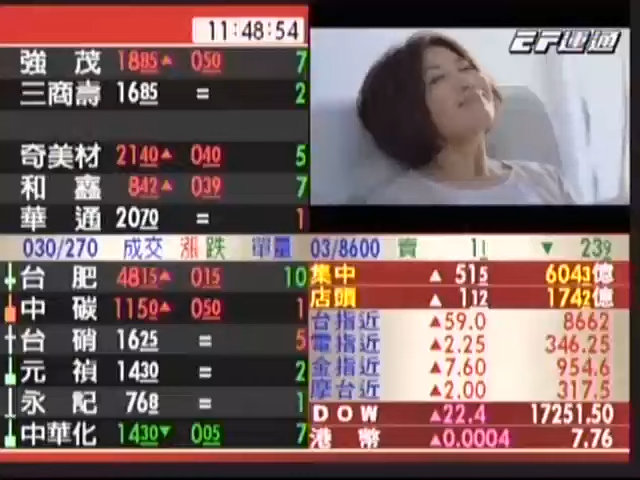 11:48:54
強茂 1885▲ 050 7
三商壽 1685 = 2
奇美材 2140▲ 040 5
和鑫 842▲ 039 7
華通 2070 = 1
EF運通
030/270 成交 漲跌 單量
03/8600 賣 11 ▼ 239
台肥 4815▲ 015 10
中碳 1150▲ 050 1
台硝 1625 = 5
元禎 1430 = 2
永記 768 = 1
中華化 1430▼ 005 7
集中 ▲ 515 6043億
店頭 ▲ 112 1742億
台指近 ▲59.0 8662
電指近 ▲2.25 346.25
金指近 ▲7.60 954.6
摩台近 ▲2.00 317.5
DOW ▲22.4 17251.50
港幣 ▲0.0004 7.76